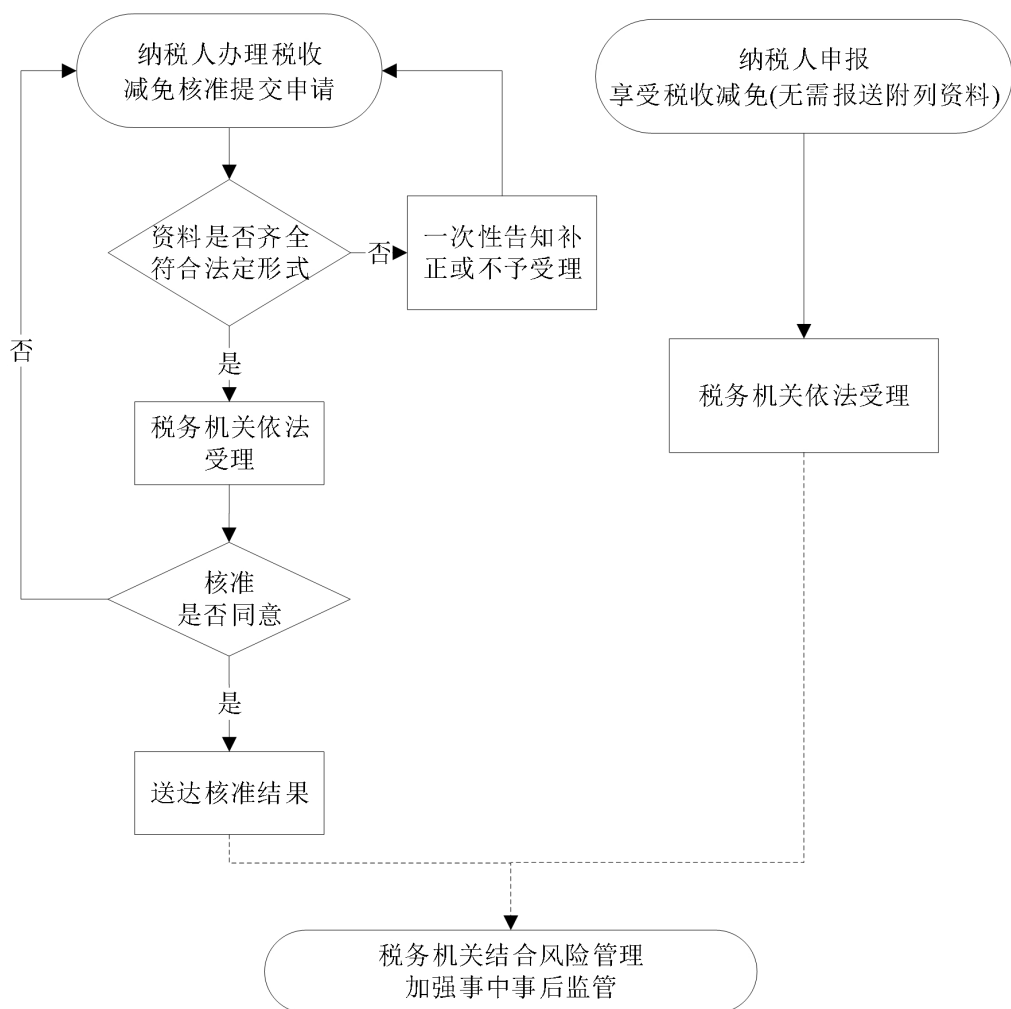 纳税人办理税收
减免核准提交申请
纳税人申报
享受税收减免(无需报送附列资料)
资料是否齐全
符合法定形式
否
一次性告知补
正或不予受理
是
否
税务机关依法
受理
税务机关依法受理
核准
是否同意
是
送达核准结果
税务机关结合风险管理
加强事中事后监管